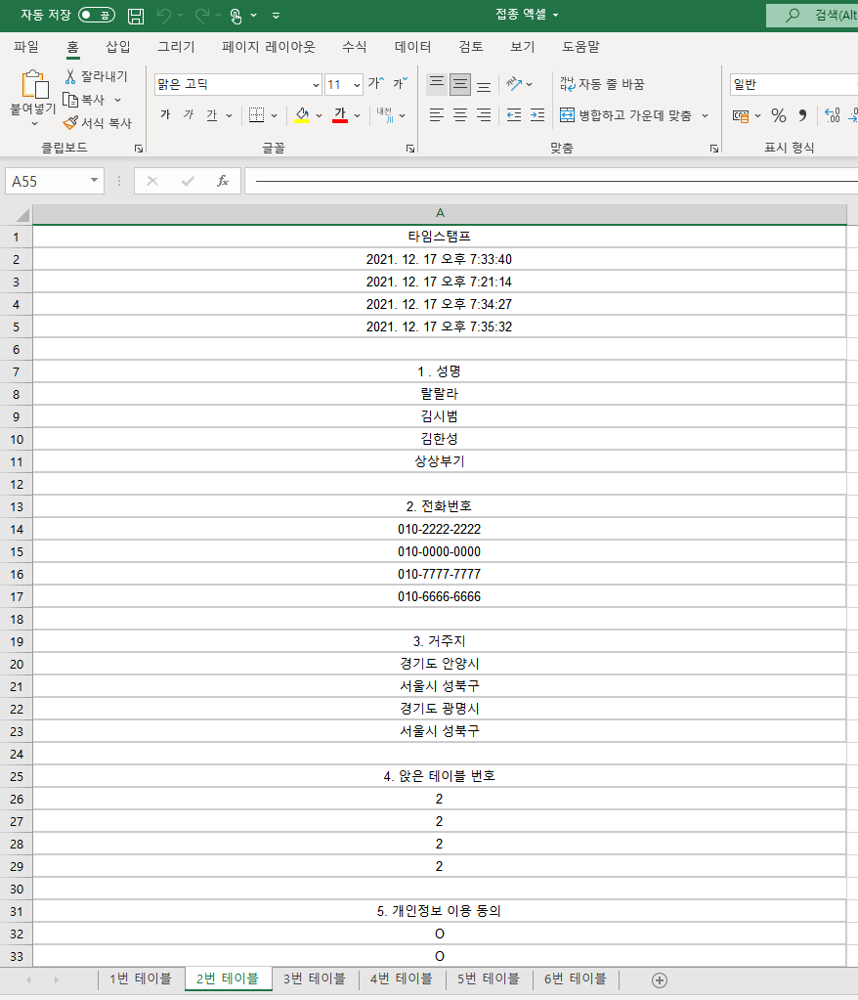 자동 저장 끔 접종 엑셀 검색(Alt
파일 홈 삽입 그리기 페이지 레이아웃 수식 데이터 검토 보기 도움말
붙여넣기 잘라내기 맑은 고딕 11 가 가 가나 다 자동 줄 바꿈 일반
복사
서식 복사 가 가 가 가 내천 川 병합하고 가운데 맞춤 % , .00
클립보드 글꼴 맞춤 표시 형식
A55 fx
A
1 타임스탬프
2 2021. 12. 17 오후 7:33:40
3 2021. 12. 17 오후 7:21:14
4 2021. 12. 17 오후 7:34:27
5 2021. 12. 17 오후 7:35:32
6
7 1 . 성명
8 랄랄라
9 김시범
10 김한성
11 상상부기
12
13 2. 전화번호
14 010-2222-2222
15 010-0000-0000
16 010-7777-7777
17 010-6666-6666
18
19 3. 거주지
20 경기도 안양시
21 서울시 성북구
22 경기도 광명시
23 서울시 성북구
24
25 4. 앉은 테이블 번호
26 2
27 2
28 2
29 2
30
31 5. 개인정보 이용 동의
32 O
33 O
1번 테이블 2번 테이블 3번 테이블 4번 테이블 5번 테이블 6번 테이블